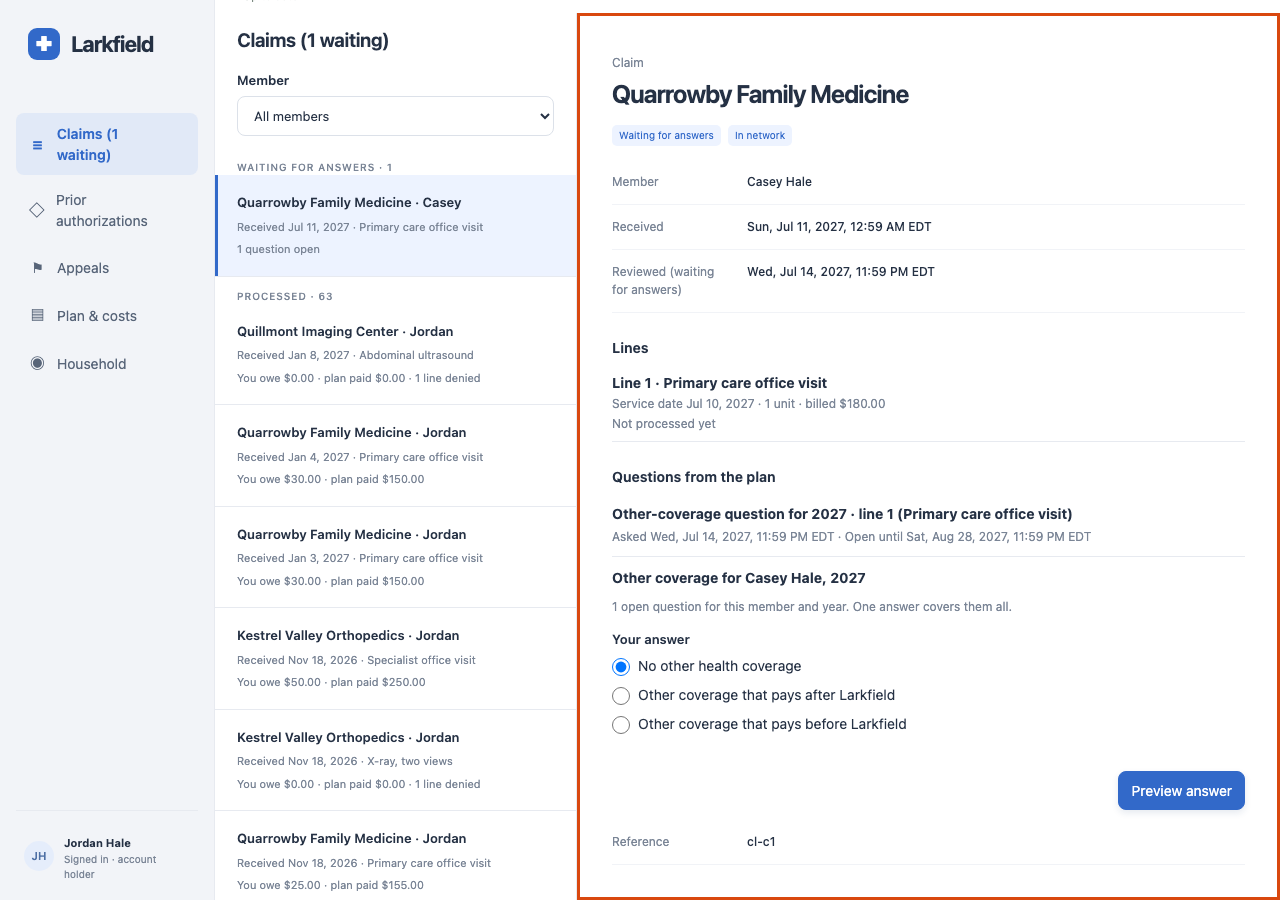 Larkfield
Claims (1
waiting)
Prior
authorizations
Appeals
Plan & costs
Household
JH
Jordan Hale
Signed in · account
holder
Claims (1 waiting)
Member
All members
WAITING FOR ANSWERS · 1
Quarrowby Family Medicine · Casey
Received Jul 11, 2027 · Primary care office visit
1 question open
PROCESSED · 63
Quillmont Imaging Center · Jordan
Received Jan 8, 2027 · Abdominal ultrasound
You owe $0.00 · plan paid $0.00 · 1 line denied
Quarrowby Family Medicine · Jordan
Received Jan 4, 2027 · Primary care office visit
You owe $30.00 · plan paid $150.00
Quarrowby Family Medicine · Jordan
Received Jan 3, 2027 · Primary care office visit
You owe $30.00 · plan paid $150.00
Kestrel Valley Orthopedics · Jordan
Received Nov 18, 2026 · Specialist office visit
You owe $50.00 · plan paid $250.00
Kestrel Valley Orthopedics · Jordan
Received Nov 18, 2026 · X-ray, two views
You owe $0.00 · plan paid $0.00 · 1 line denied
Quarrowby Family Medicine · Jordan
Received Nov 18, 2026 · Primary care office visit
You owe $25.00 · plan paid $155.00
Claim
Quarrowby Family Medicine
Waiting for answers
In network
Member Casey Hale
Received Sun, Jul 11, 2027, 12:59 AM EDT
Reviewed (waiting Wed, Jul 14, 2027, 11:59 PM EDT
for answers)
Lines
Line 1 · Primary care office visit
Service date Jul 10, 2027 · 1 unit · billed $180.00
Not processed yet
Questions from the plan
Other-coverage question for 2027 · line 1 (Primary care office visit)
Asked Wed, Jul 14, 2027, 11:59 PM EDT · Open until Sat, Aug 28, 2027, 11:59 PM EDT
Other coverage for Casey Hale, 2027
1 open question for this member and year. One answer covers them all.
Your answer
No other health coverage
Other coverage that pays after Larkfield
Other coverage that pays before Larkfield
Preview answer
Reference cl-c1